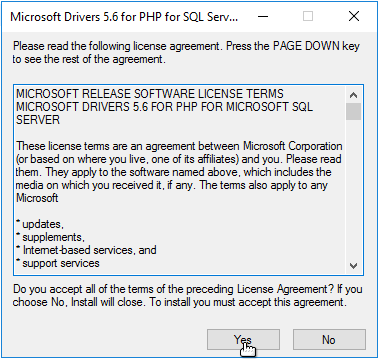 Microsoft Drivers 5.6 for PHP for SQL Serv...
Please read the following license agreement. Press the PAGE DOWN key
to see the rest of the agreement.
MICROSOFT RELEASE SOFTWARE LICENSE TERMS
MICROSOFT DRIVERS 5.6 FOR PHP FOR MICROSOFT SQL
SERVER
These license terms are an agreement between Microsoft Corporation
(or based on where you live, one of its affiliates) and you. Please read
them. They apply to the software named above, which includes the
media on which you received it, if any. The terms also apply to any
Microsoft
* updates,
* supplements,
* Internet-based services, and
* support services
Do you accept all of the terms of the preceding License Agreement? If you
choose No, Install will close. To install you must accept this agreement.
Yes
No